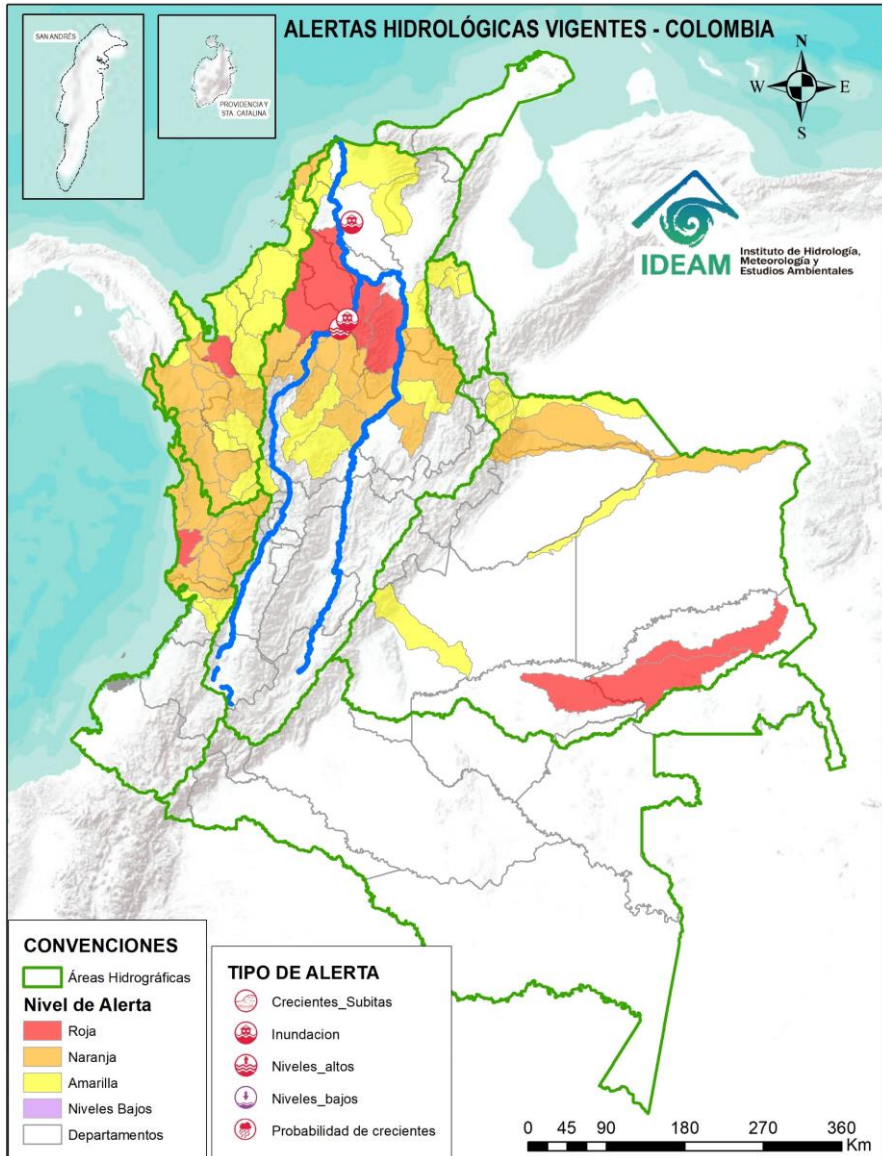 ALERTAS HIDROLÓGICAS VIGENTES - COLOMBIA
SAN ANDRÉS
PROVIDENCIA Y
STA. CATALINA
N
W
E
S
IDEAM
Instituto de Hidrología,
Meteorología y
Estudios Ambientales
CONVENCIONES
Áreas Hidrográficas
Nivel de Alerta
Roja
Naranja
Amarilla
Niveles Bajos
Departamentos
TIPO DE ALERTA
Crecientes_Subitas
Inundacion
Niveles_altos
Niveles_bajos
Probabilidad de crecientes
0 45 90 180 270 360
Km